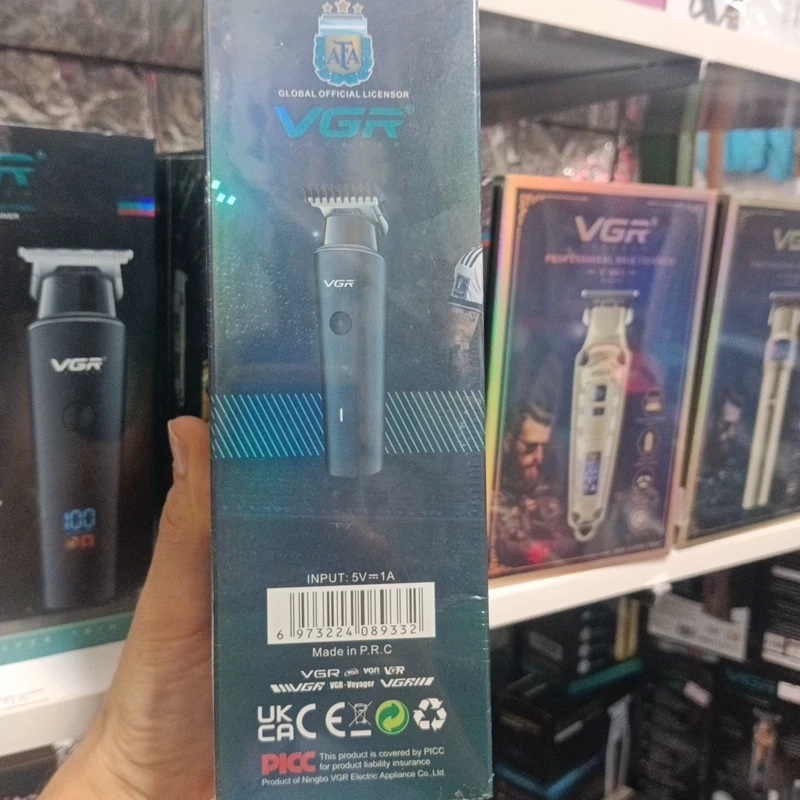 AFA
GLOBAL OFFICIAL LICENSOR
VGR
VGR
INPUT: 5V⎓1A
6 973224 089332
Made in P.R.C
VGR VGR VGR VGR
VGR VGR-Voyager VGR
UK
CA CE
PICC This product is covered by PICC
for product liability insurance
Product of Ningbo VGR Electric Appliance Co.,Ltd.
VGR
100
VGR
PROFESSIONAL HAIR TRIMMER
VGR